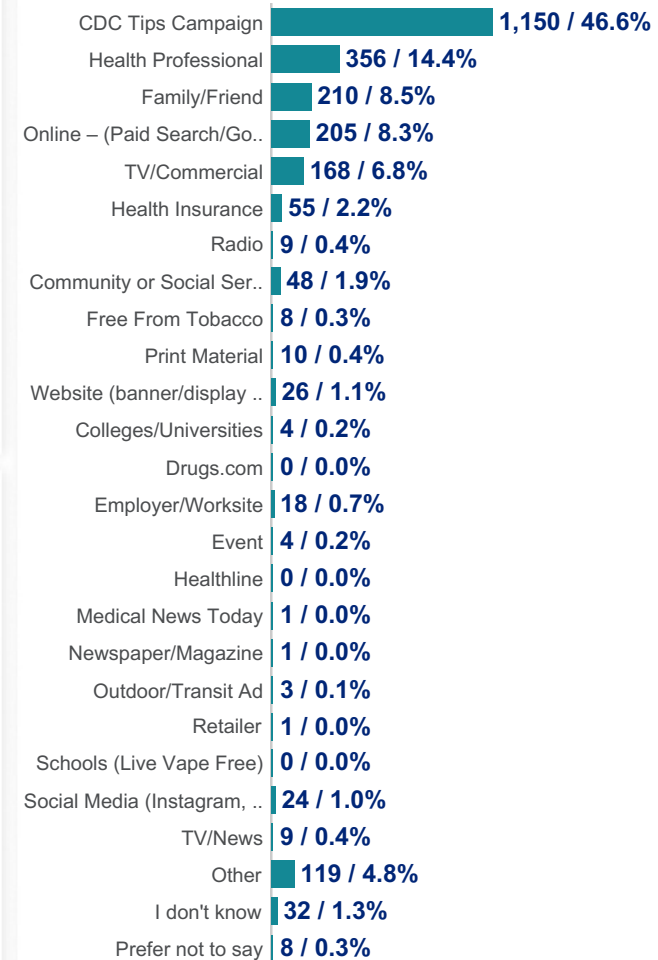 CDC Tips Campaign 1,150 / 46.6%
Health Professional 356 / 14.4%
Family/Friend 210 / 8.5%
Online – (Paid Search/Go.. 205 / 8.3%
TV/Commercial 168 / 6.8%
Health Insurance 55 / 2.2%
Radio 9 / 0.4%
Community or Social Ser.. 48 / 1.9%
Free From Tobacco 8 / 0.3%
Print Material 10 / 0.4%
Website (banner/display .. 26 / 1.1%
Colleges/Universities 4 / 0.2%
Drugs.com 0 / 0.0%
Employer/Worksite 18 / 0.7%
Event 4 / 0.2%
Healthline 0 / 0.0%
Medical News Today 1 / 0.0%
Newspaper/Magazine 1 / 0.0%
Outdoor/Transit Ad 3 / 0.1%
Retailer 1 / 0.0%
Schools (Live Vape Free) 0 / 0.0%
Social Media (Instagram, .. 24 / 1.0%
TV/News 9 / 0.4%
Other 119 / 4.8%
I don't know 32 / 1.3%
Prefer not to say 8 / 0.3%